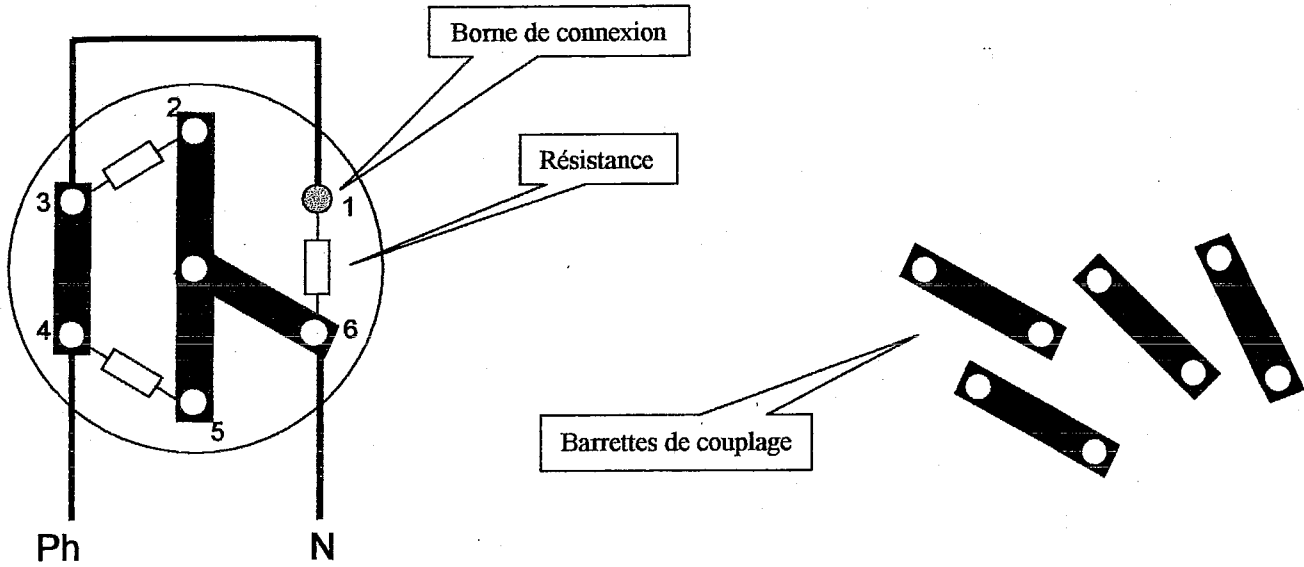 Borne de connexion
2
Résistance
3
1
4
6
5
Barrettes de couplage
Ph
N